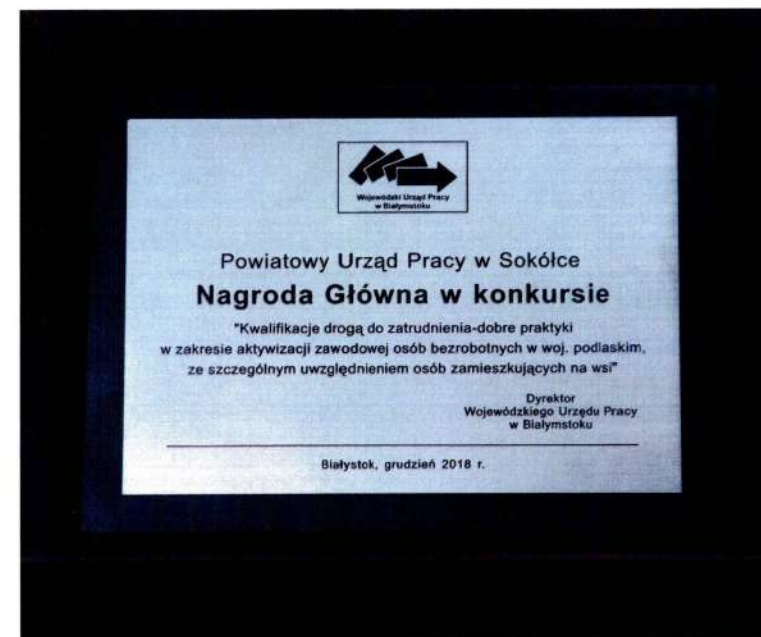 Wojewódzki Urząd Pracy
w Białymstoku
Powiatowy Urząd Pracy w Sokółce
Nagroda Główna w konkursie
"Kwalifikacje drogą do zatrudnienia-dobre praktyki
w zakresie aktywizacji zawodowej osób bezrobotnych w woj. podlaskim,
ze szczególnym uwzględnieniem osób zamieszkujących na wsi"
Dyrektor
Wojewódzkiego Urzędu Pracy
w Białymstoku
Białystok, grudzień 2018 r.